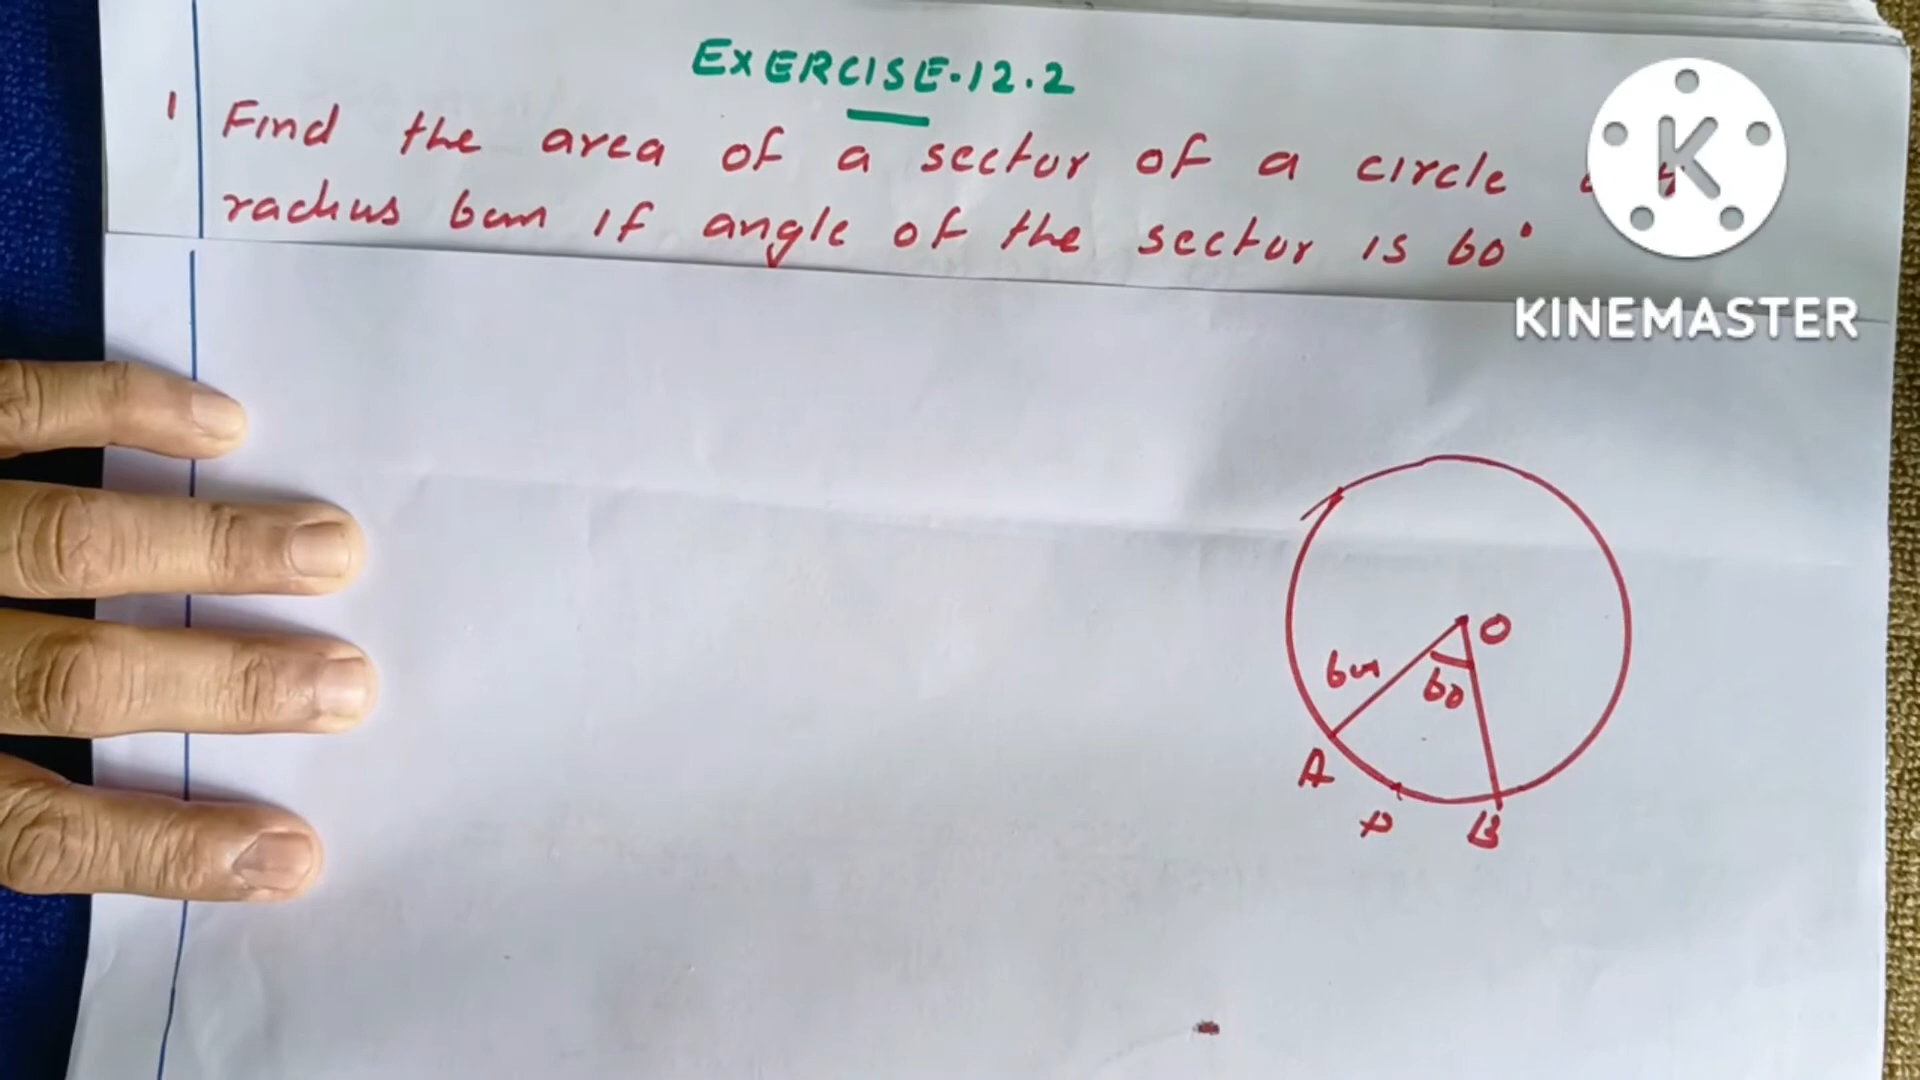 EXERCISE-12.2
1 Find the area of a sector of a circle
radius 6cm if angle of the sector is 60°
K
KINEMASTER
O
6cm
60
A
P
B